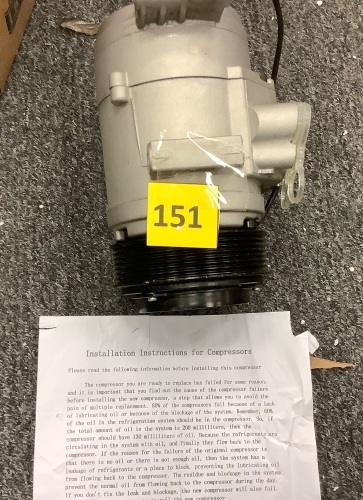 151
Installation Instructions for Compressors
Please read the following information before installing this compressor
The compressor you are ready to replace has failed for some reason,
and it is important that you find out the cause of the compressor failure
before installing the new compressor, a step that allows you to avoid the
pain of multiple replacement. 80% of the compressors fail because of a lack
of lubricating oil or because of the blockage of the system. Remember, 60%
of the oil in the refrigeration system should be in the compressor. So, if
the total amount of oil in the system is 200 milliliters, then the
compressor should have 130 milliliters of oil. Because the refrigerants are
circulating in the system with oil, and finally they flow back to the
compressor. If the reason for the failure of the original compressor is
that there is no oil or there is not enough oil, then the system has a
leakage of refrigerants or a place to block, preventing the lubricating oil
from flowing back to the compressor. The residue and blockage in the system
prevent the normal oil from flowing back to the compressor during the day.
If you don't fix the leak and blockage, the new compressor will also fail.
the new compressor